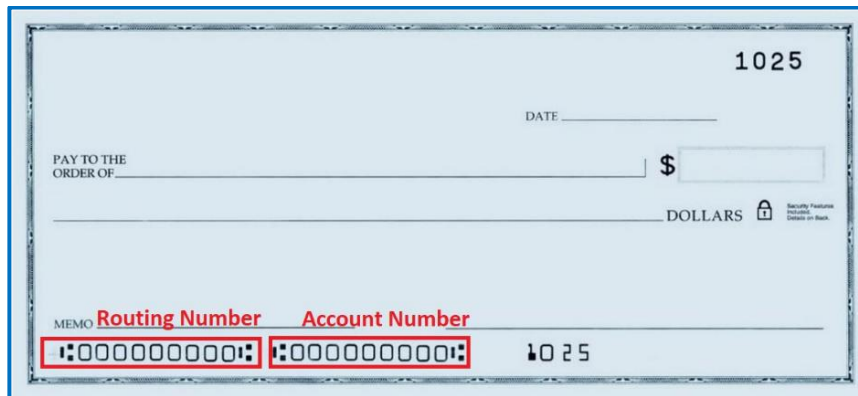 1025
DATE
PAY TO THE
ORDER OF
$
DOLLARS
Security Features
Included.
Details on Back.
MEMO
Routing Number
Account Number
⑆000000000⑆
⑆000000000⑆
1025